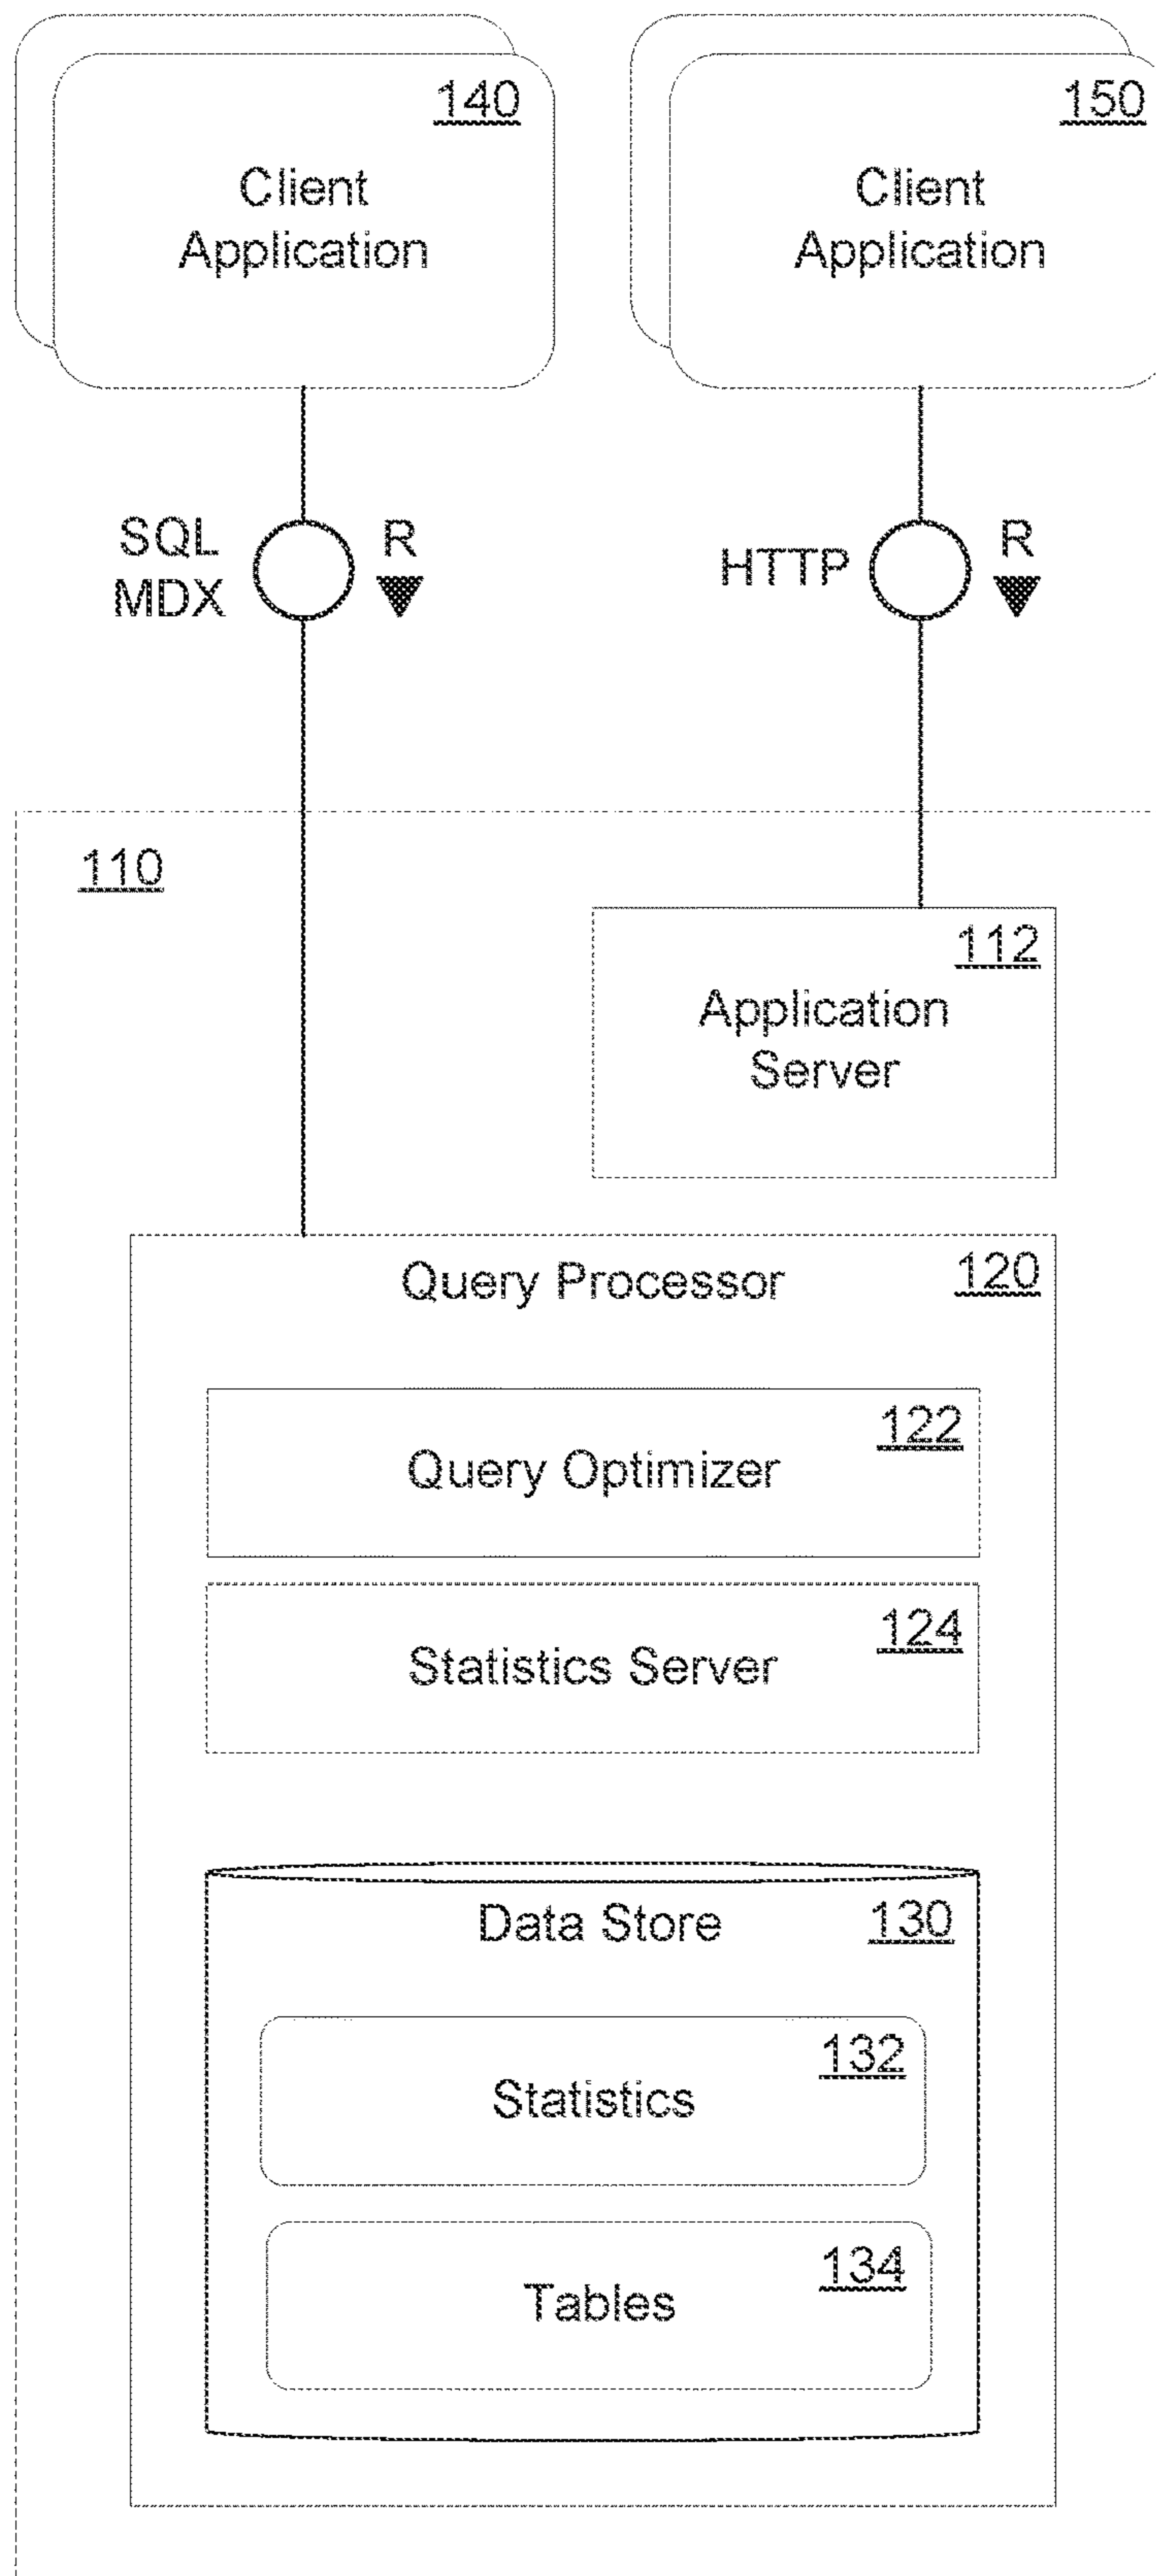 140
Client
Application
150
Client
Application
SQL
MDX
R
HTTP
R
110
112
Application
Server
Query Processor
120
122
Query Optimizer
124
Statistics Server
Data Store
130
132
Statistics
134
Tables